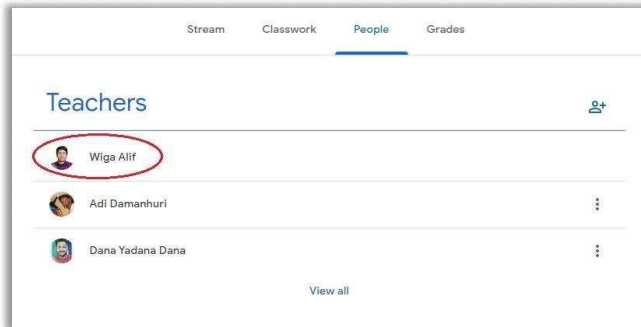 Stream Classwork People Grades
Teachers
Wiga Alif
Adi Damanhuri
Dana Yadana Dana
View all